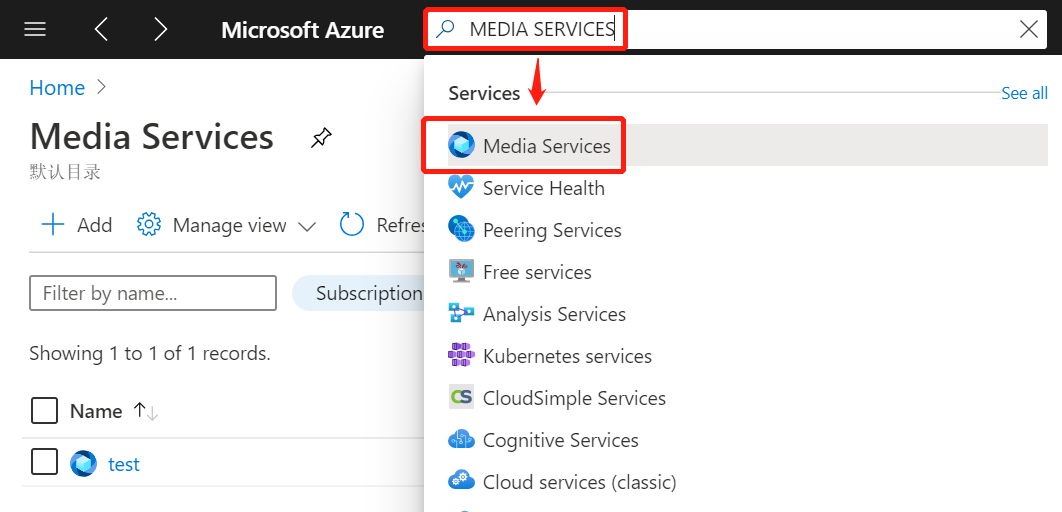 Microsoft Azure
MEDIA SERVICES
Home
Media Services
默认目录
Add
Manage view
Refres
Filter by name...
Subscription
Showing 1 to 1 of 1 records.
Name
test
Services
See all
Media Services
Service Health
Peering Services
Free services
Analysis Services
Kubernetes services
CloudSimple Services
Cognitive Services
Cloud services (classic)